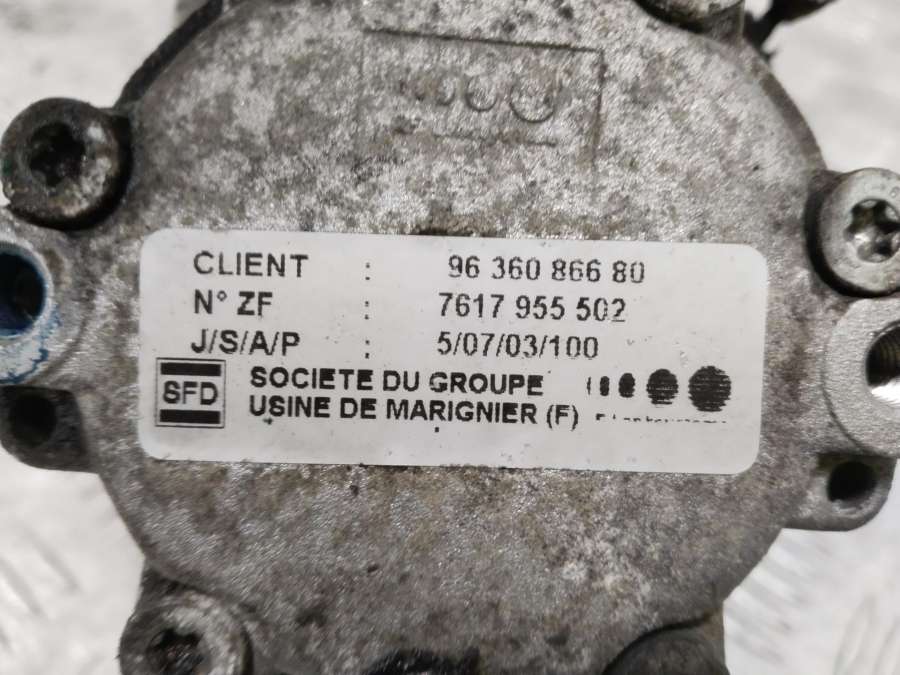 CLIENT : 96 360 866 80
N° ZF : 7617 955 502
J/S/A/P : 5/07/03/100
SFD
SOCIETE DU GROUPE
USINE DE MARIGNIER (F)